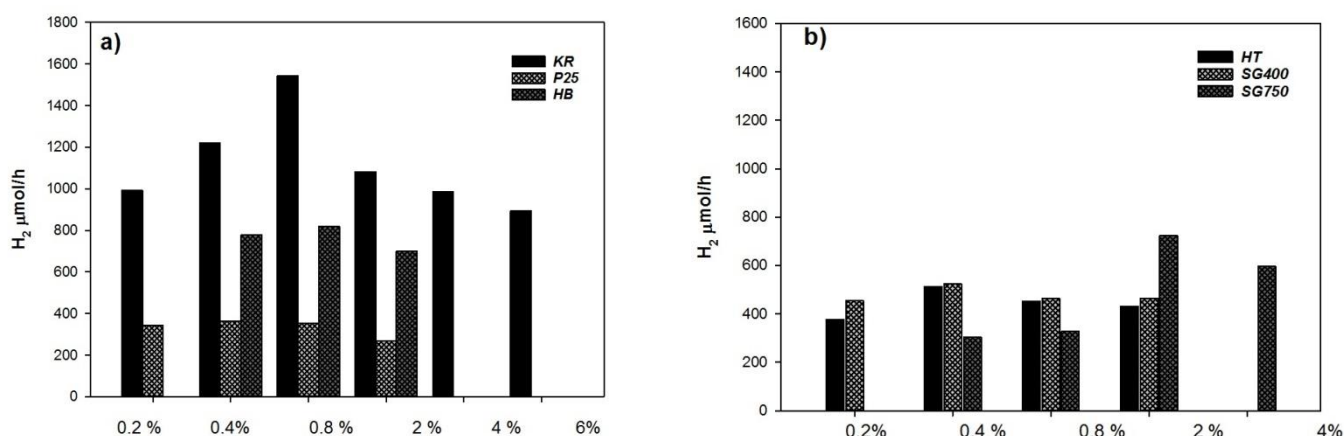 a)
KR
P25
HB
H₂ μmol/h
1800
1600
1400
1200
1000
800
600
400
200
0
0.2 % 0.4% 0.8 % 2 % 4 % 6%
b)
HT
SG400
SG750
H₂ μmol/h
1600
1400
1200
1000
800
600
400
200
0
0.2% 0.4 % 0.8 % 2 % 4%